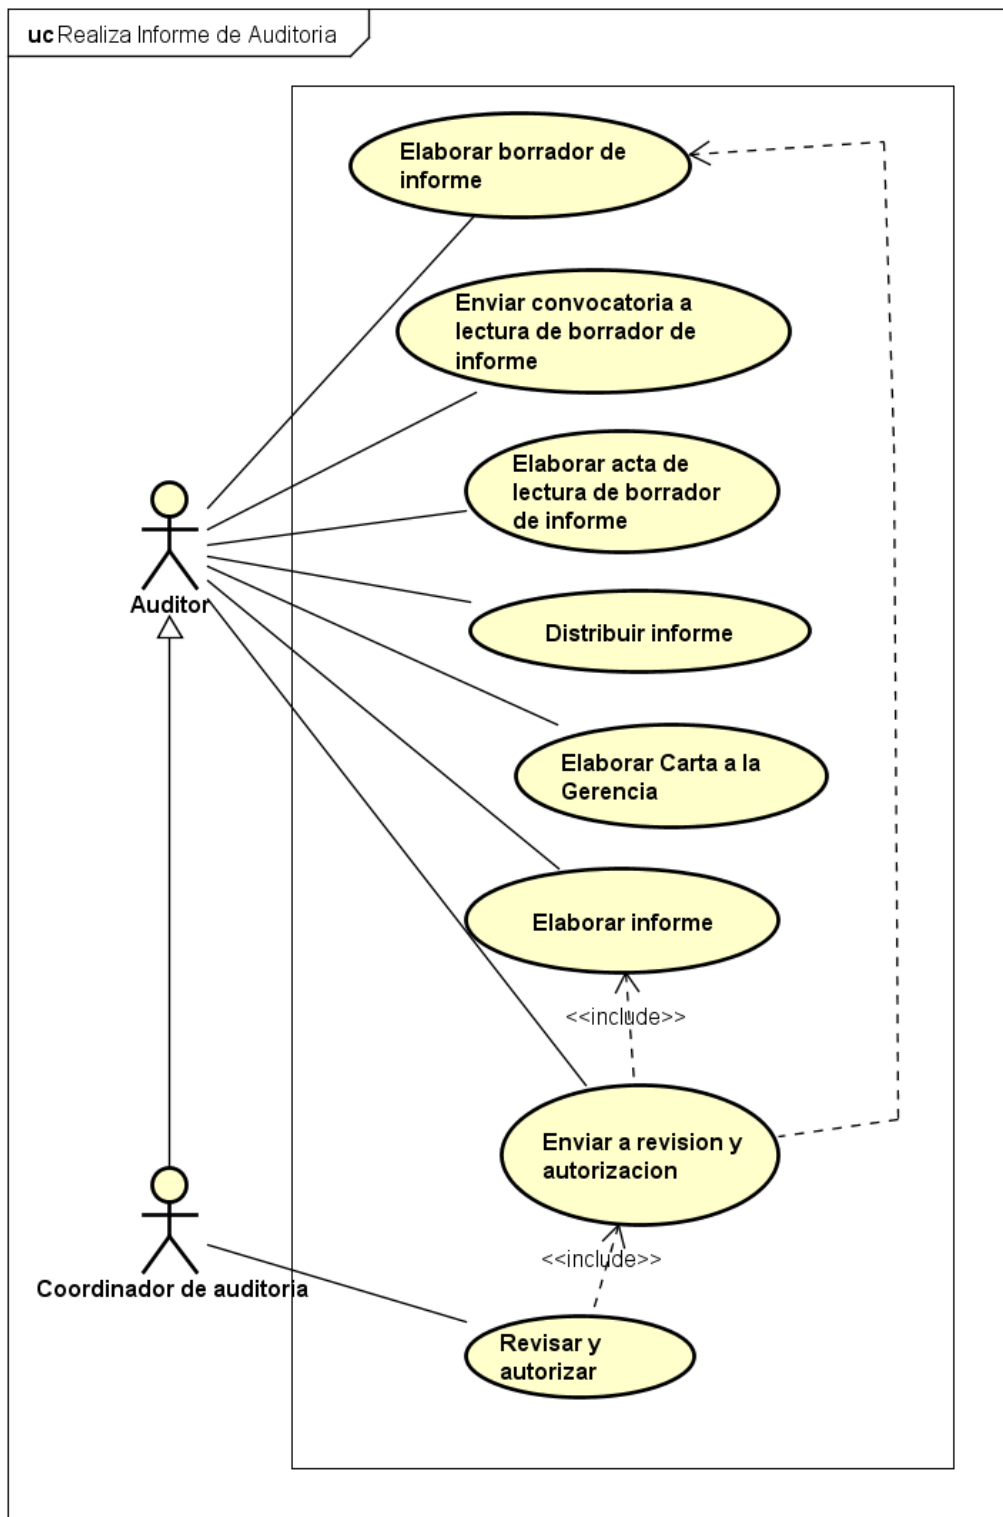 uc Realiza Informe de Auditoria
Elaborar borrador de
informe
Enviar convocatoria a
lectura de borrador de
informe
Elaborar acta de
lectura de borrador
de informe
Auditor
Distribuir informe
Elaborar Carta a la
Gerencia
Elaborar informe
<<include>>
Enviar a revision y
autorizacion
<<include>>
Coordinador de auditoria
Revisar y
autorizar